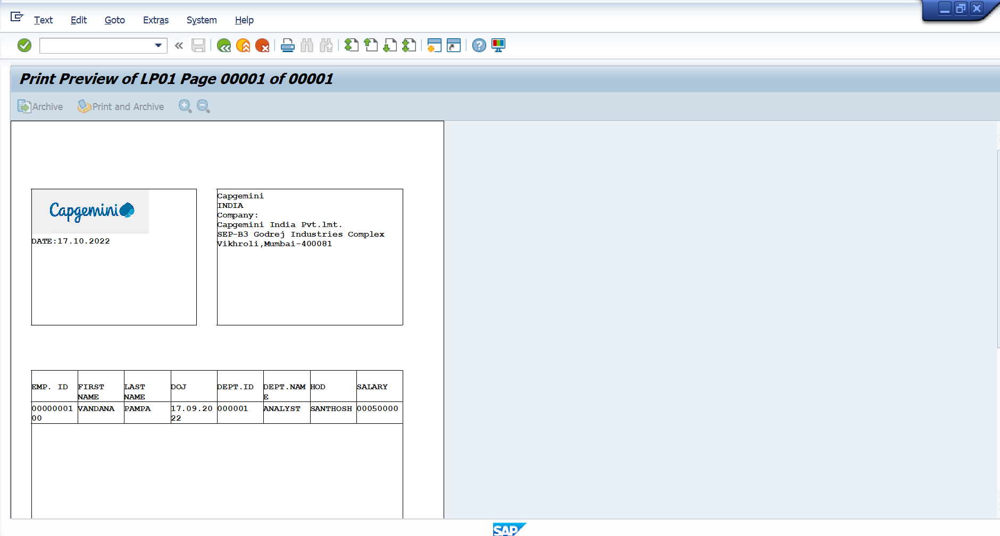 Text Edit Goto Extras System Help
Print Preview of LP01 Page 00001 of 00001
Archive Print and Archive
Capgemini
DATE:17.10.2022
Capgemini
INDIA
Company:
Capgemini India Pvt.lmt.
SEP-B3 Godrej Industries Complex
Vikhroli,Mumbai-400081
EMP. ID FIRST LAST DOJ DEPT.ID DEPT.NAM HOD SALARY
NAME NAME E
00000001 VANDANA PAMPA 17.09.20 000001 ANALYST SANTHOSH 00050000
00 22
SAP